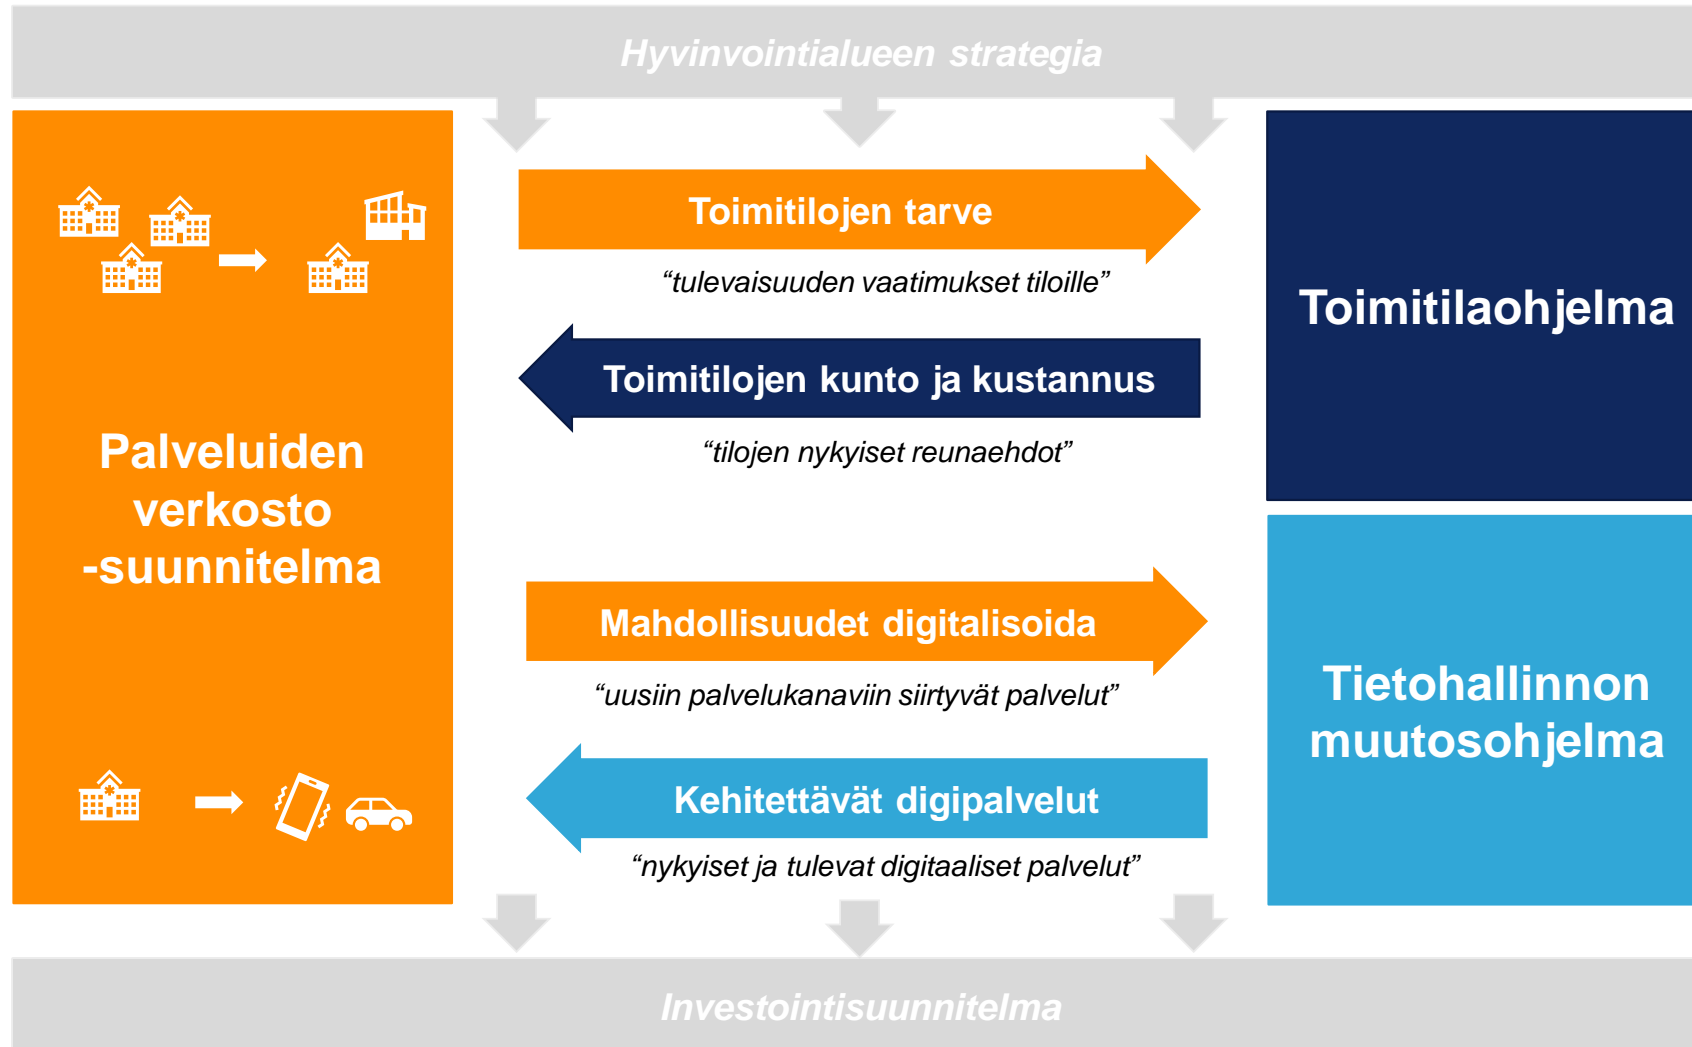 Hyvinvointialueen strategia
Palveluiden
verkosto
-suunnitelma
Toimitilojen tarve
“tulevaisuuden vaatimukset tiloille”
Toimitilojen kunto ja kustannus
“tilojen nykyiset reunaehdot”
Mahdollisuudet digitalisoida
“uusiin palvelukanaviin siirtyvät palvelut”
Kehitettävät digipalvelut
“nykyiset ja tulevat digitaaliset palvelut”
Toimitilaohjelma
Tietohallinnon
muutosohjelma
Investointisuunnitelma